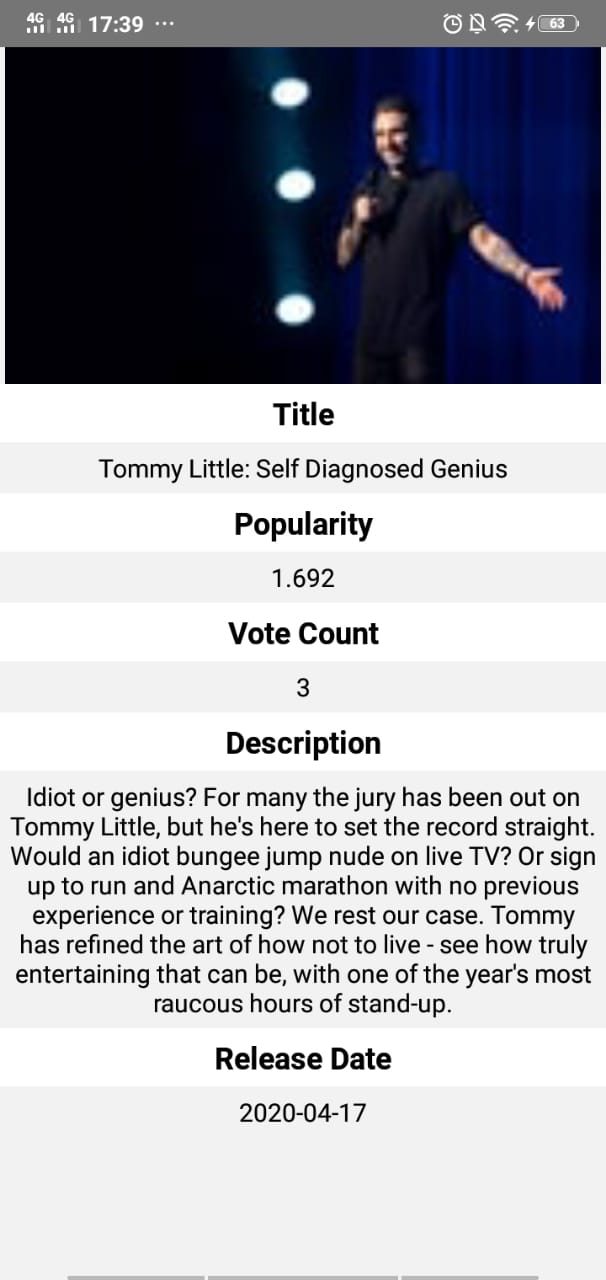 4G 4G 17:39 ... 63
Title
Tommy Little: Self Diagnosed Genius
Popularity
1.692
Vote Count
3
Description
Idiot or genius? For many the jury has been out on
Tommy Little, but he's here to set the record straight.
Would an idiot bungee jump nude on live TV? Or sign
up to run and Anarctic marathon with no previous
experience or training? We rest our case. Tommy
has refined the art of how not to live - see how truly
entertaining that can be, with one of the year's most
raucous hours of stand-up.
Release Date
2020-04-17